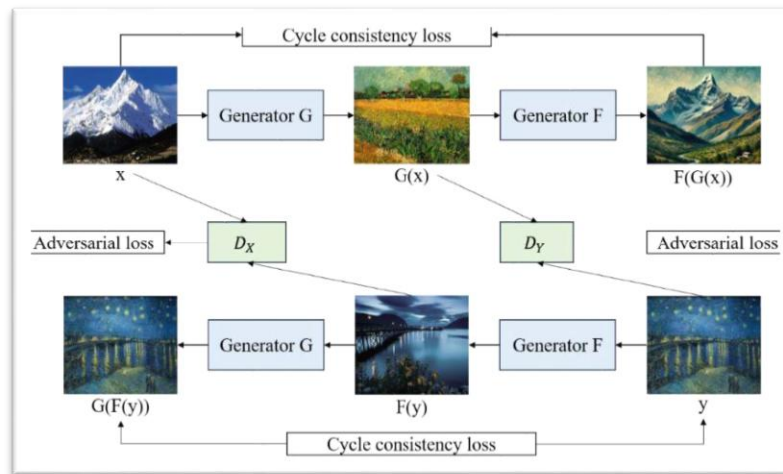 Cycle consistency loss
Generator G
Generator F
x
G(x)
F(G(x))
Adversarial loss
D_X
D_Y
Adversarial loss
Generator G
Generator F
G(F(y))
F(y)
y
Cycle consistency loss